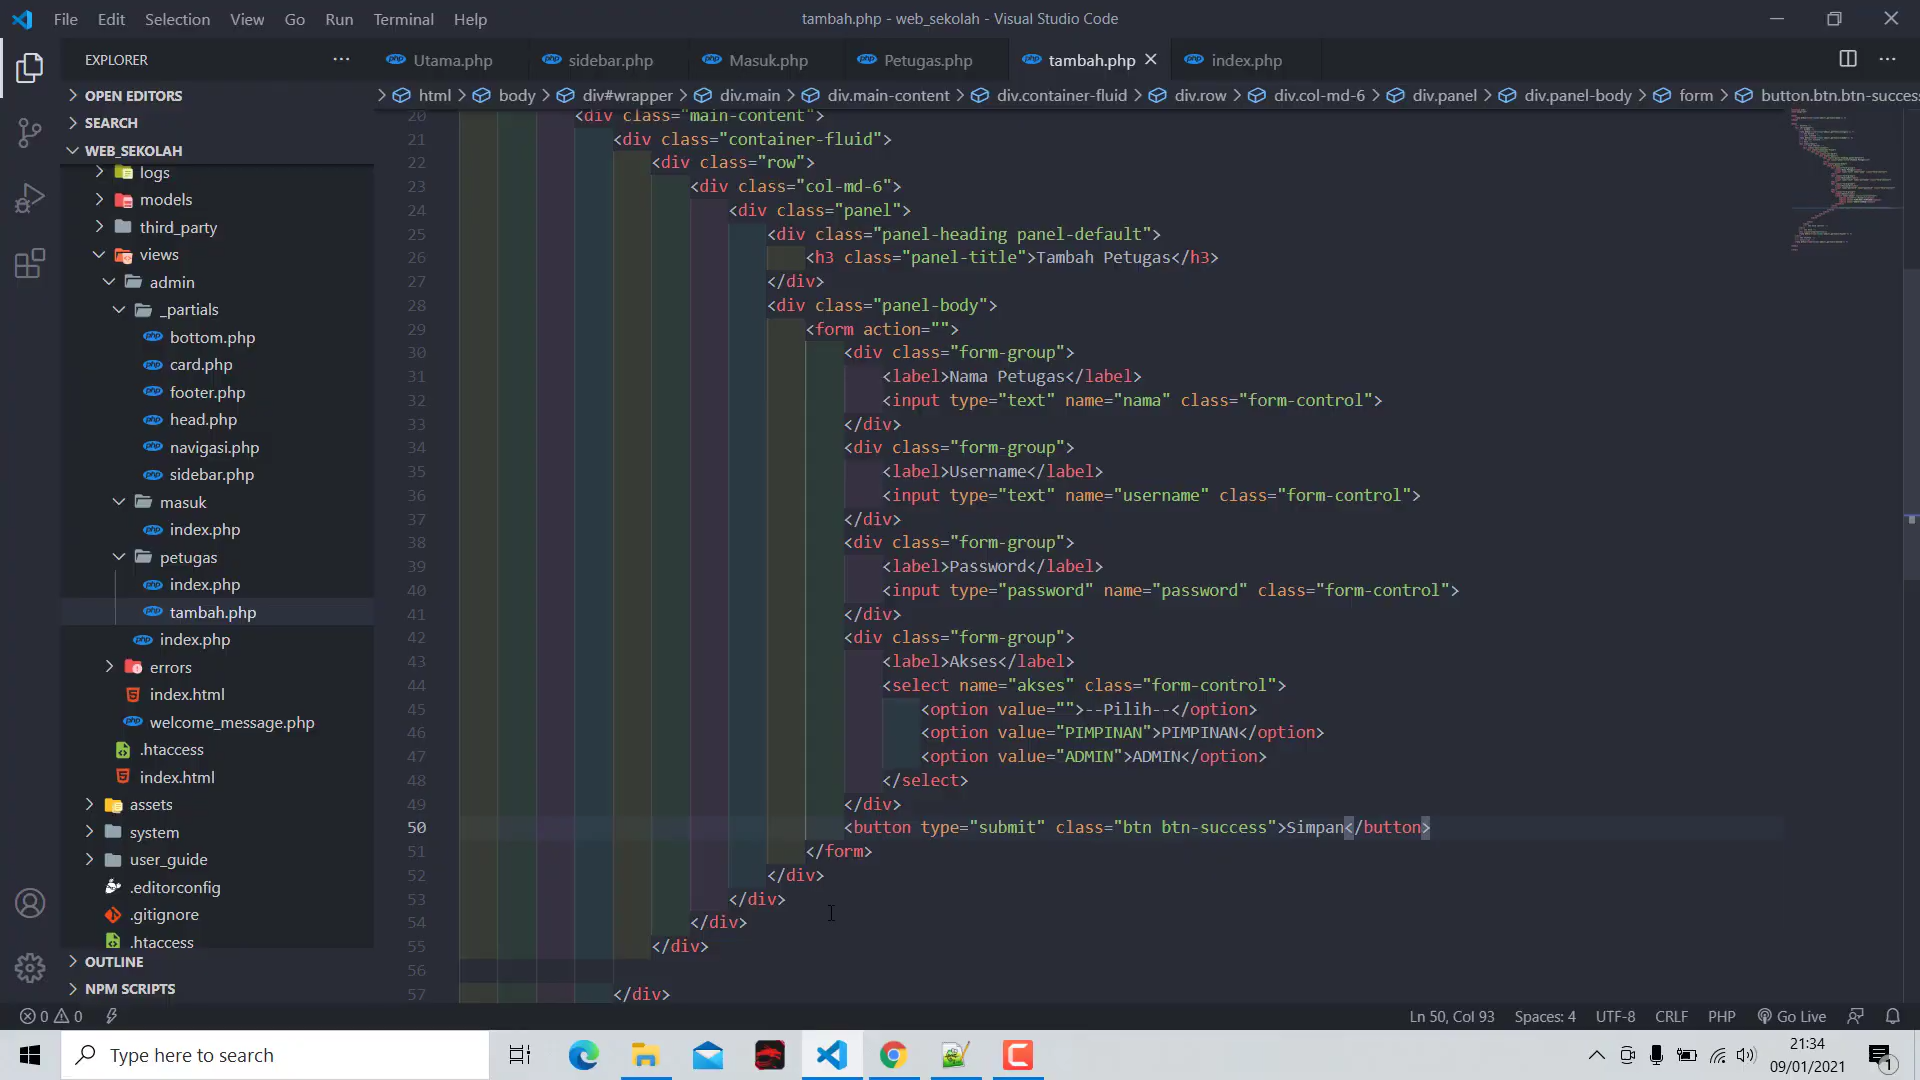 File Edit Selection View Go Run Terminal Help
tambah.php - web_sekolah - Visual Studio Code
EXPLORER
Utama.php
sidebar.php
Masuk.php
Petugas.php
tambah.php
index.php
html
body
div#wrapper
div.main
div.main-content
div.container-fluid
div.row
div.col-md-6
div.panel
div.panel-body
form
button.btn.btn-success
OPEN EDITORS
SEARCH
WEB_SEKOLAH
logs
models
third_party
views
admin
_partials
bottom.php
card.php
footer.php
head.php
navigasi.php
sidebar.php
masuk
index.php
petugas
index.php
tambah.php
index.php
errors
index.html
welcome_message.php
.htaccess
index.html
assets
system
user_guide
.editorconfig
.gitignore
.htaccess
OUTLINE
NPM SCRIPTS
20 <div class="main-content">
21 <div class="container-fluid">
22 <div class="row">
23 <div class="col-md-6">
24 <div class="panel">
25 <div class="panel-heading panel-default">
26 <h3 class="panel-title">Tambah Petugas</h3>
27 </div>
28 <div class="panel-body">
29 <form action="">
30 <div class="form-group">
31 <label>Nama Petugas</label>
32 <input type="text" name="nama" class="form-control">
33 </div>
34 <div class="form-group">
35 <label>Username</label>
36 <input type="text" name="username" class="form-control">
37 </div>
38 <div class="form-group">
39 <label>Password</label>
40 <input type="password" name="password" class="form-control">
41 </div>
42 <div class="form-group">
43 <label>Akses</label>
44 <select name="akses" class="form-control">
45 <option value="">--Pilih--</option>
46 <option value="PIMPINAN">PIMPINAN</option>
47 <option value="ADMIN">ADMIN</option>
48 </select>
49 </div>
50 <button type="submit" class="btn btn-success">Simpan</button>
51 </form>
52 </div>
53 </div>
54 </div>
55 </div>
56
57 </div>
0 0
Ln 50, Col 93
Spaces: 4
UTF-8
CRLF
PHP
Go Live
Type here to search
21:34
09/01/2021
1